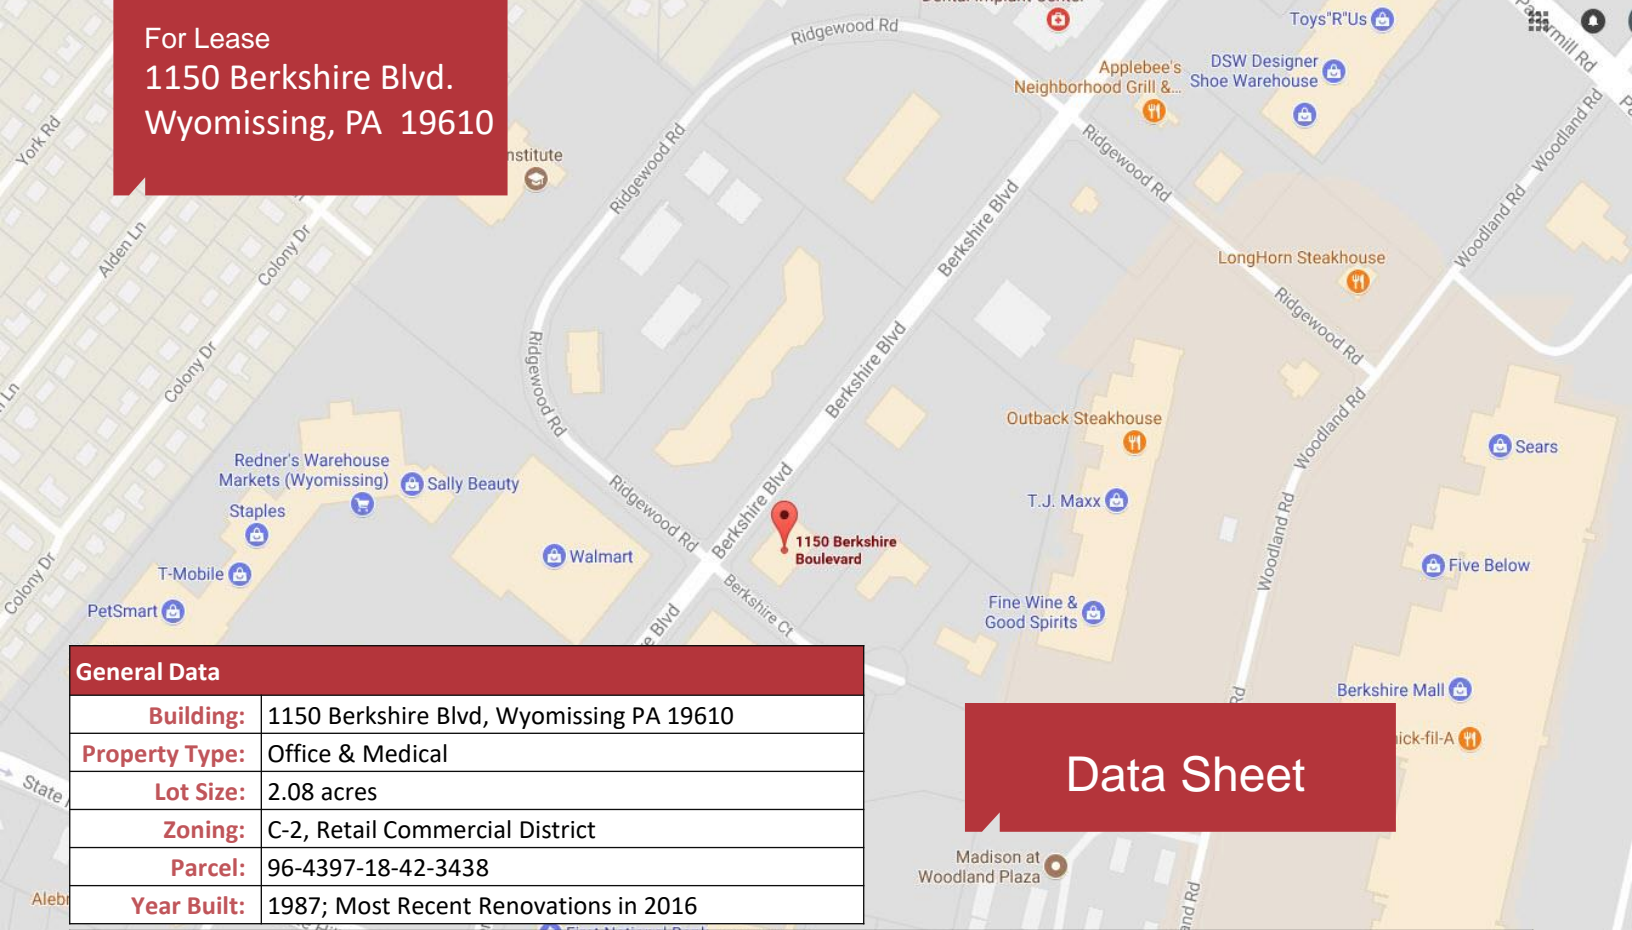 For Lease
1150 Berkshire Blvd.
Wyomissing, PA 19610
Ridgewood Rd
Toys"R"Us
Applebee's
Neighborhood Grill &...
DSW Designer
Shoe Warehouse
York Rd
Ridgewood Rd
Ridgewood Rd
Woodland Rd
Woodland Rd
Alden Ln
Colony Dr
Berkshire Blvd
LongHorn Steakhouse
Ridgewood Rd
Colony Dr
Ridgewood Rd
Berkshire Blvd
Woodland Rd
Outback Steakhouse
Sears
Redner's Warehouse
Markets (Wyomissing)
Sally Beauty
Staples
Ridgewood Rd
Berkshire Blvd
T.J. Maxx
Woodland Rd
1150 Berkshire
Boulevard
Walmart
T-Mobile
Colony Dr
Five Below
PetSmart
Berkshire Ct
Fine Wine &
Good Spirits
Blvd
Berkshire Mall
General Data
Building: 1150 Berkshire Blvd, Wyomissing PA 19610
Property Type: Office & Medical
Lot Size: 2.08 acres
Zoning: C-2, Retail Commercial District
Parcel: 96-4397-18-42-3438
Year Built: 1987; Most Recent Renovations in 2016
Rd
Data Sheet
State
Madison at
Woodland Plaza
Rd